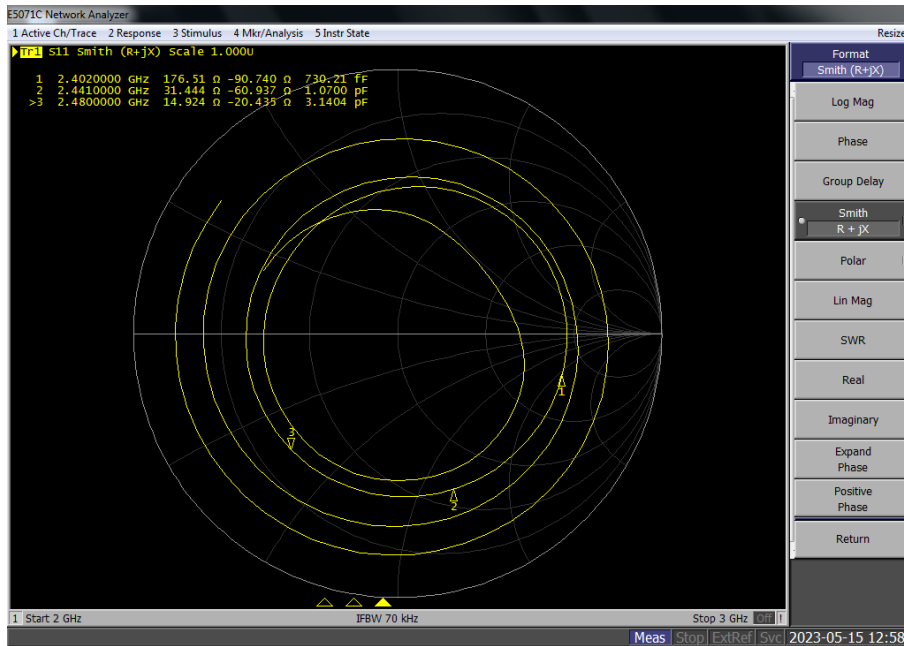 E5071C Network Analyzer
1 Active Ch/Trace 2 Response 3 Stimulus 4 Mkr/Analysis 5 Instr State
Resize
Tr1 S11 Smith (R+jX) Scale 1.000U
1 2.4020000 GHz 176.51 Ω -90.740 Ω 730.21 fF
2 2.4410000 GHz 31.444 Ω -60.937 Ω 1.0700 pF
>3 2.4800000 GHz 14.924 Ω -20.435 Ω 3.1404 pF
1
2
3
Format
Smith (R+jX)
Log Mag
Phase
Group Delay
Smith
R + jX
Polar
Lin Mag
SWR
Real
Imaginary
Expand
Phase
Positive
Phase
Return
1 Start 2 GHz
IFBW 70 kHz
Stop 3 GHz Off !
Meas Stop ExtRef Svc 2023-05-15 12:58